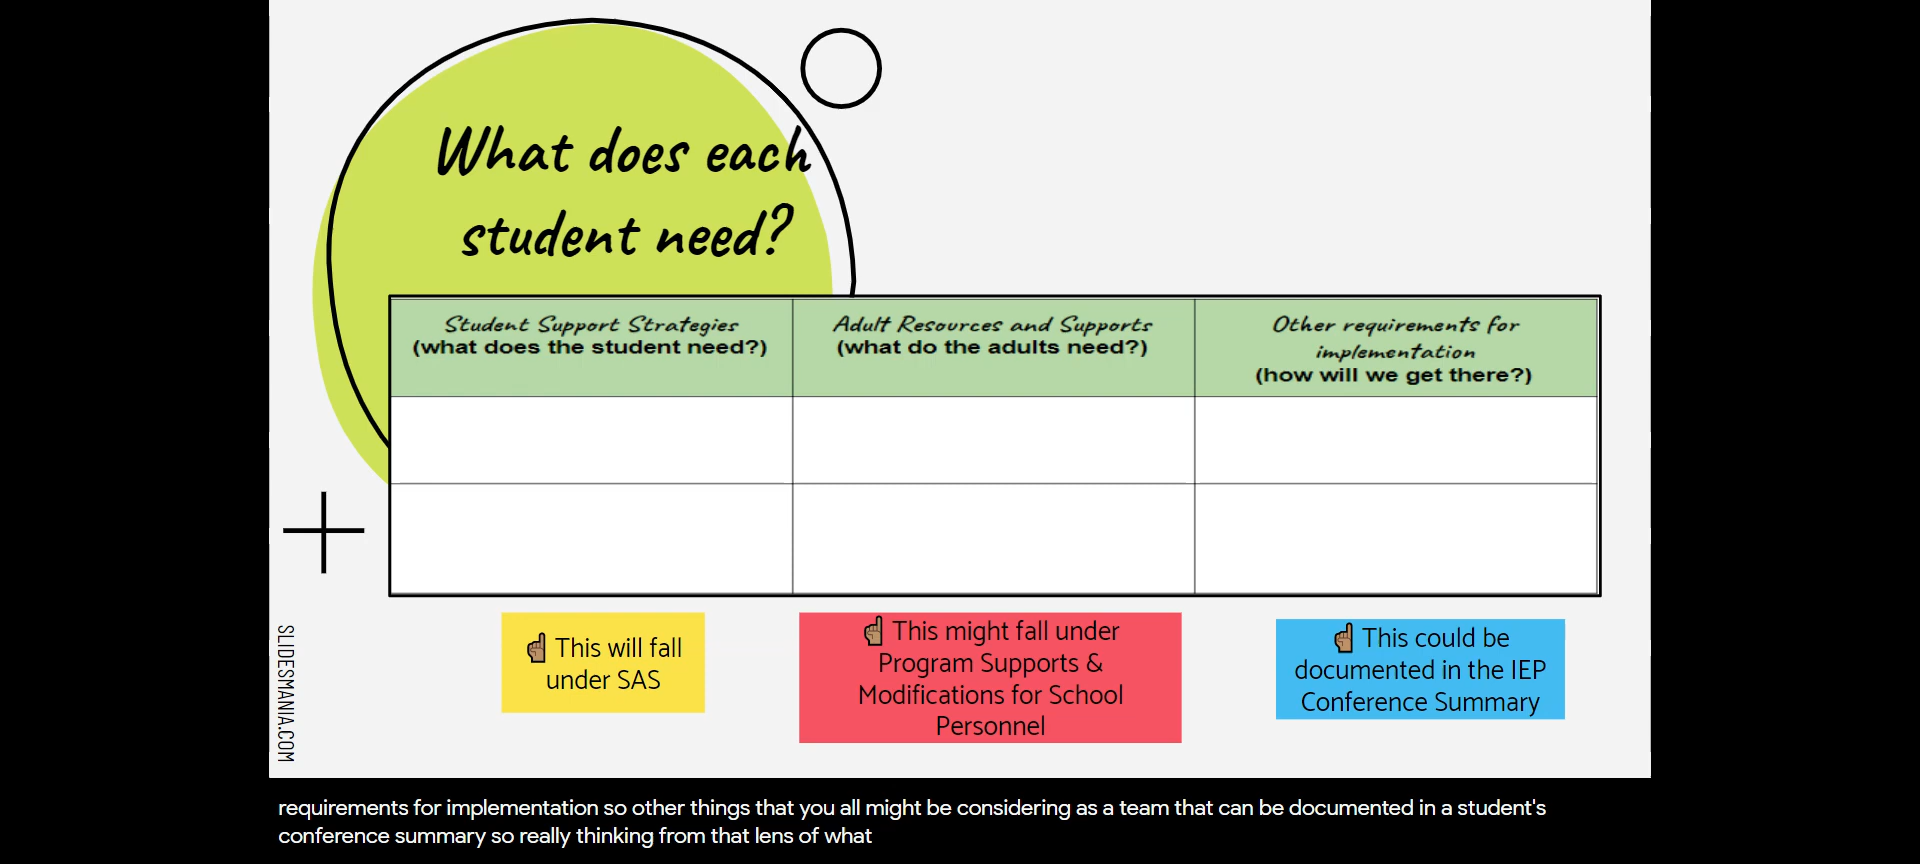 What does each
student need?
Student Support Strategies
(what does the student need?)
Adult Resources and Supports
(what do the adults need?)
Other requirements for
implementation
(how will we get there?)
☝🏽 This will fall
under SAS
☝🏽 This might fall under
Program Supports &
Modifications for School
Personnel
☝🏽 This could be
documented in the IEP
Conference Summary
SLIDESMANIA.COM
requirements for implementation so other things that you all might be considering as a team that can be documented in a student's
conference summary so really thinking from that lens of what